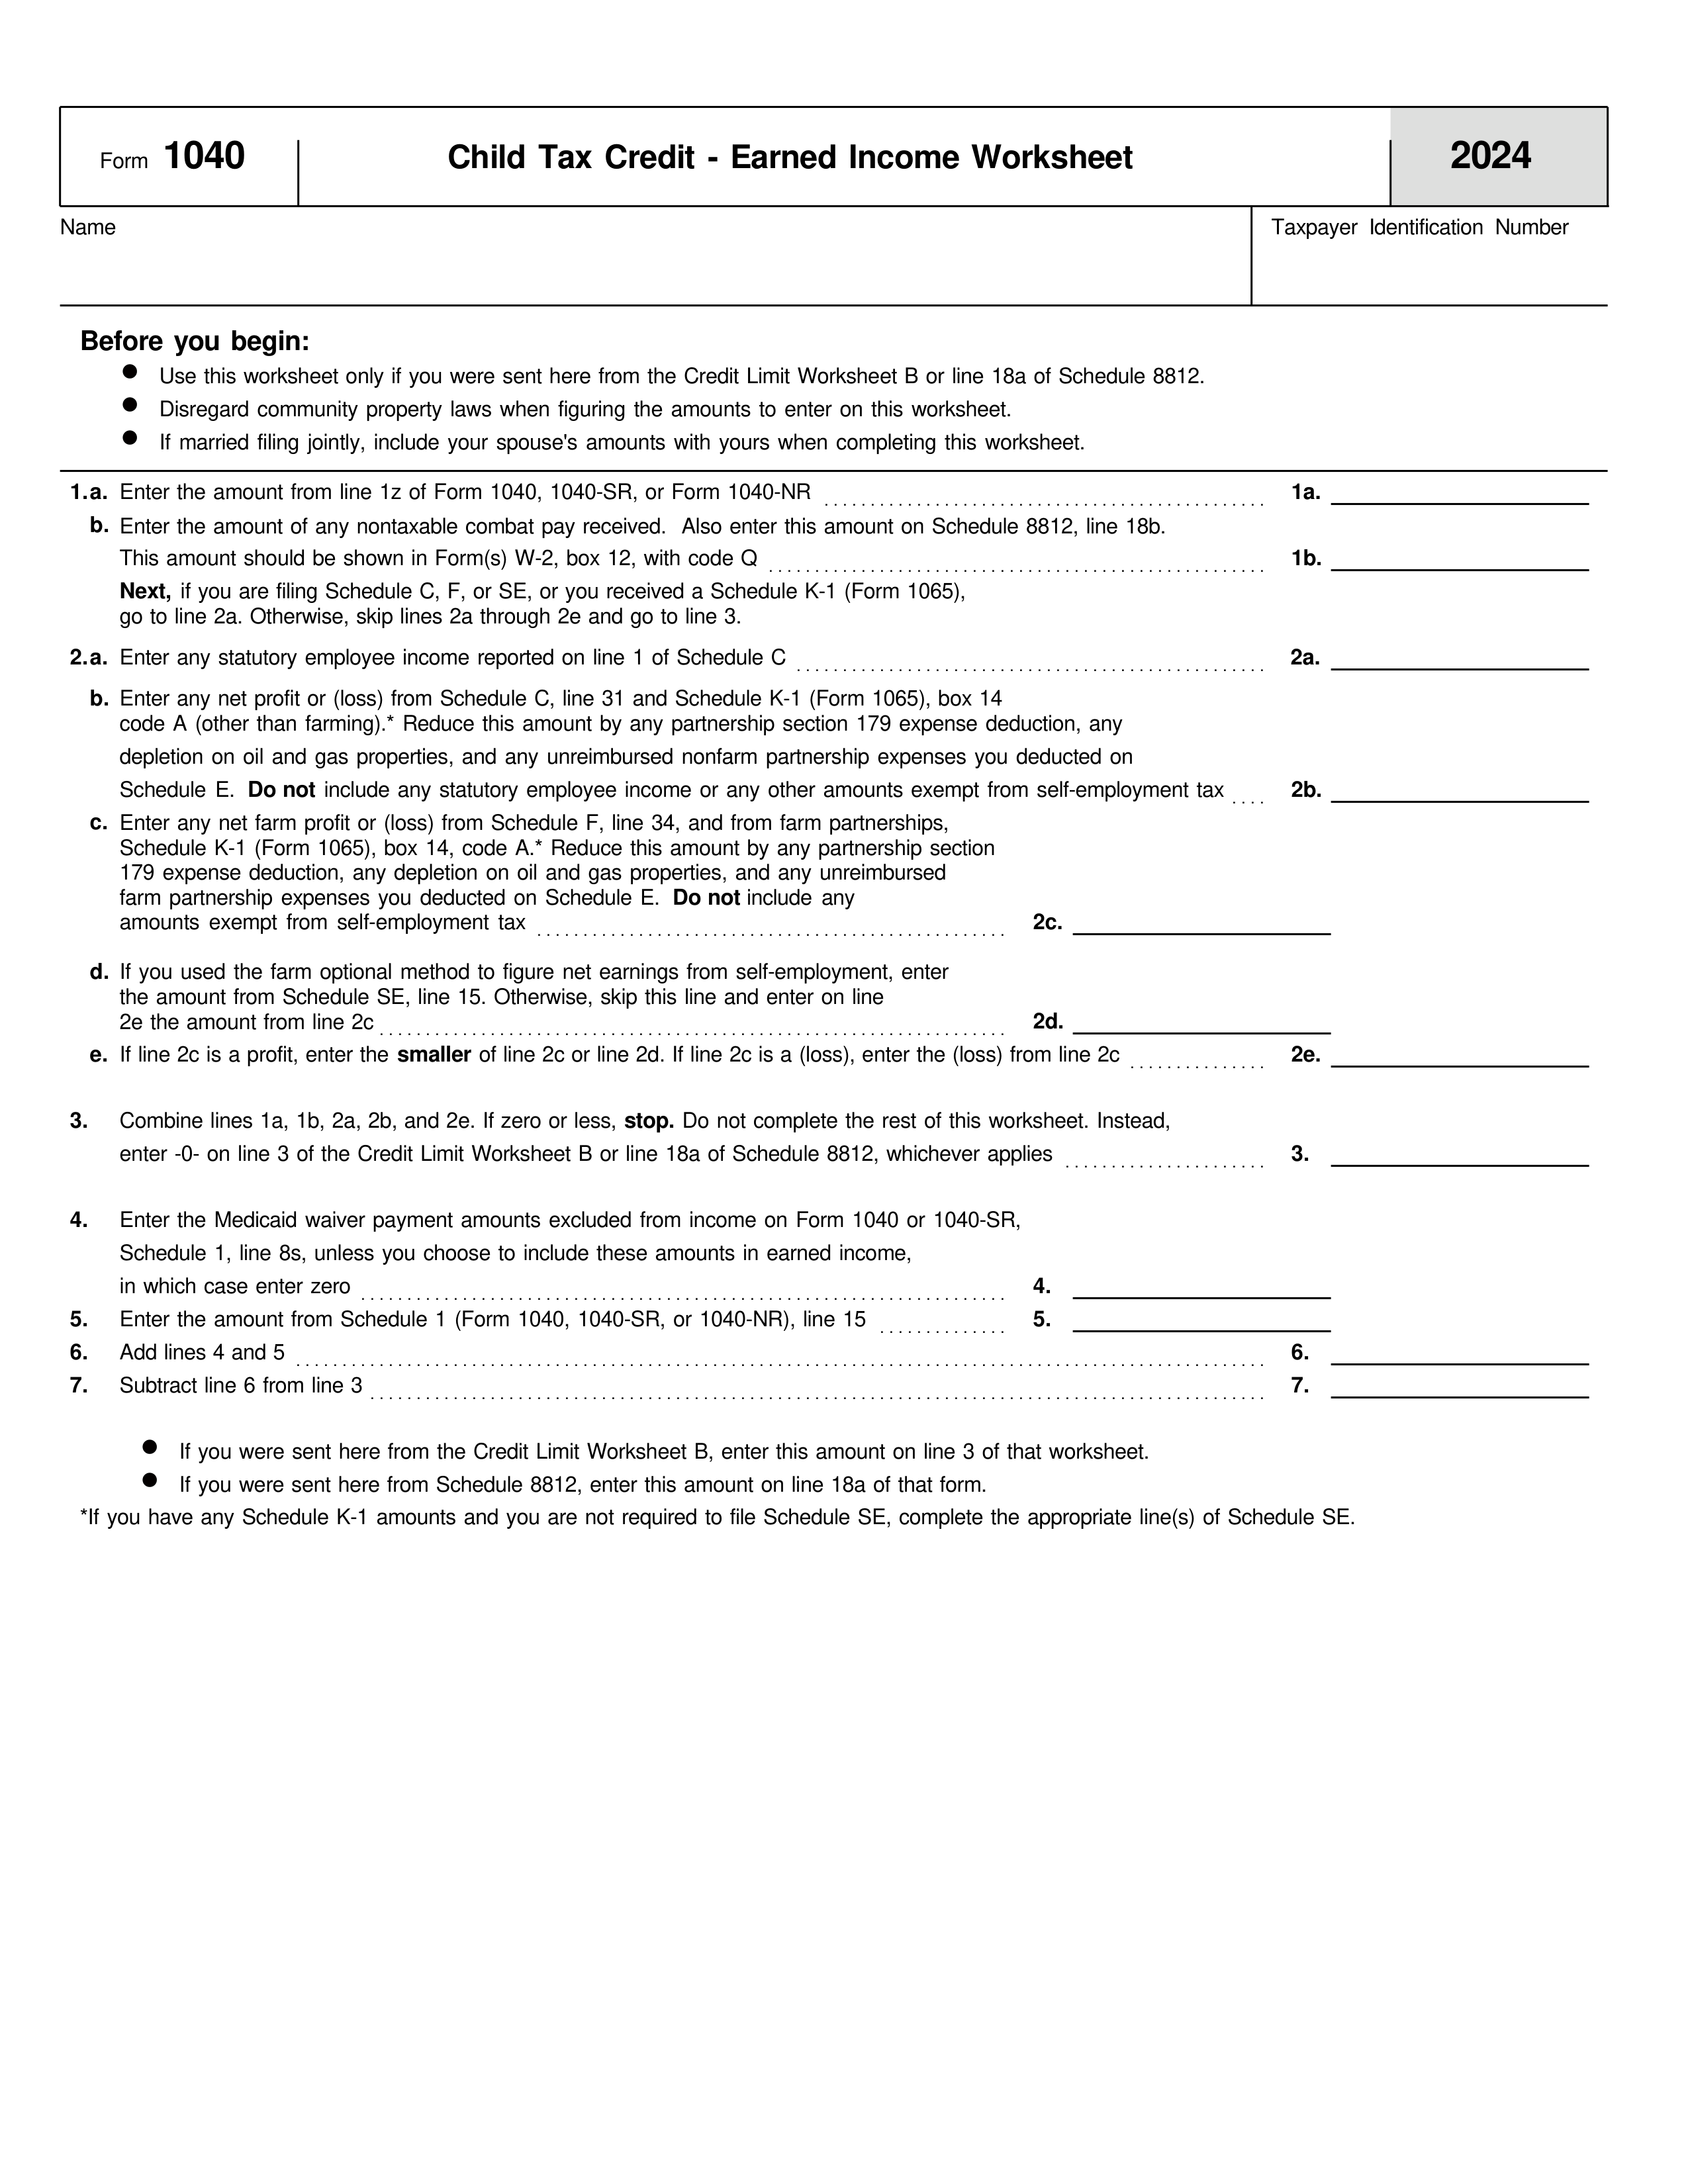 Form 1040
Child Tax Credit - Earned Income Worksheet
2024
Name
Taxpayer Identification Number
Before you begin:
● Use this worksheet only if you were sent here from the Credit Limit Worksheet B or line 18a of Schedule 8812.
● Disregard community property laws when figuring the amounts to enter on this worksheet.
● If married filing jointly, include your spouse's amounts with yours when completing this worksheet.
1.a. Enter the amount from line 1z of Form 1040, 1040-SR, or Form 1040-NR 1a.
b. Enter the amount of any nontaxable combat pay received. Also enter this amount on Schedule 8812, line 18b.
This amount should be shown in Form(s) W-2, box 12, with code Q 1b.
Next, if you are filing Schedule C, F, or SE, or you received a Schedule K-1 (Form 1065),
go to line 2a. Otherwise, skip lines 2a through 2e and go to line 3.
2.a. Enter any statutory employee income reported on line 1 of Schedule C 2a.
b. Enter any net profit or (loss) from Schedule C, line 31 and Schedule K-1 (Form 1065), box 14
code A (other than farming).* Reduce this amount by any partnership section 179 expense deduction, any
depletion on oil and gas properties, and any unreimbursed nonfarm partnership expenses you deducted on
Schedule E. Do not include any statutory employee income or any other amounts exempt from self-employment tax 2b.
c. Enter any net farm profit or (loss) from Schedule F, line 34, and from farm partnerships,
Schedule K-1 (Form 1065), box 14, code A.* Reduce this amount by any partnership section
179 expense deduction, any depletion on oil and gas properties, and any unreimbursed
farm partnership expenses you deducted on Schedule E. Do not include any
amounts exempt from self-employment tax 2c.
d. If you used the farm optional method to figure net earnings from self-employment, enter
the amount from Schedule SE, line 15. Otherwise, skip this line and enter on line
2e the amount from line 2c 2d.
e. If line 2c is a profit, enter the smaller of line 2c or line 2d. If line 2c is a (loss), enter the (loss) from line 2c 2e.
3. Combine lines 1a, 1b, 2a, 2b, and 2e. If zero or less, stop. Do not complete the rest of this worksheet. Instead,
enter -0- on line 3 of the Credit Limit Worksheet B or line 18a of Schedule 8812, whichever applies 3.
4. Enter the Medicaid waiver payment amounts excluded from income on Form 1040 or 1040-SR,
Schedule 1, line 8s, unless you choose to include these amounts in earned income,
in which case enter zero 4.
5. Enter the amount from Schedule 1 (Form 1040, 1040-SR, or 1040-NR), line 15 5.
6. Add lines 4 and 5 6.
7. Subtract line 6 from line 3 7.
● If you were sent here from the Credit Limit Worksheet B, enter this amount on line 3 of that worksheet.
● If you were sent here from Schedule 8812, enter this amount on line 18a of that form.
*If you have any Schedule K-1 amounts and you are not required to file Schedule SE, complete the appropriate line(s) of Schedule SE.